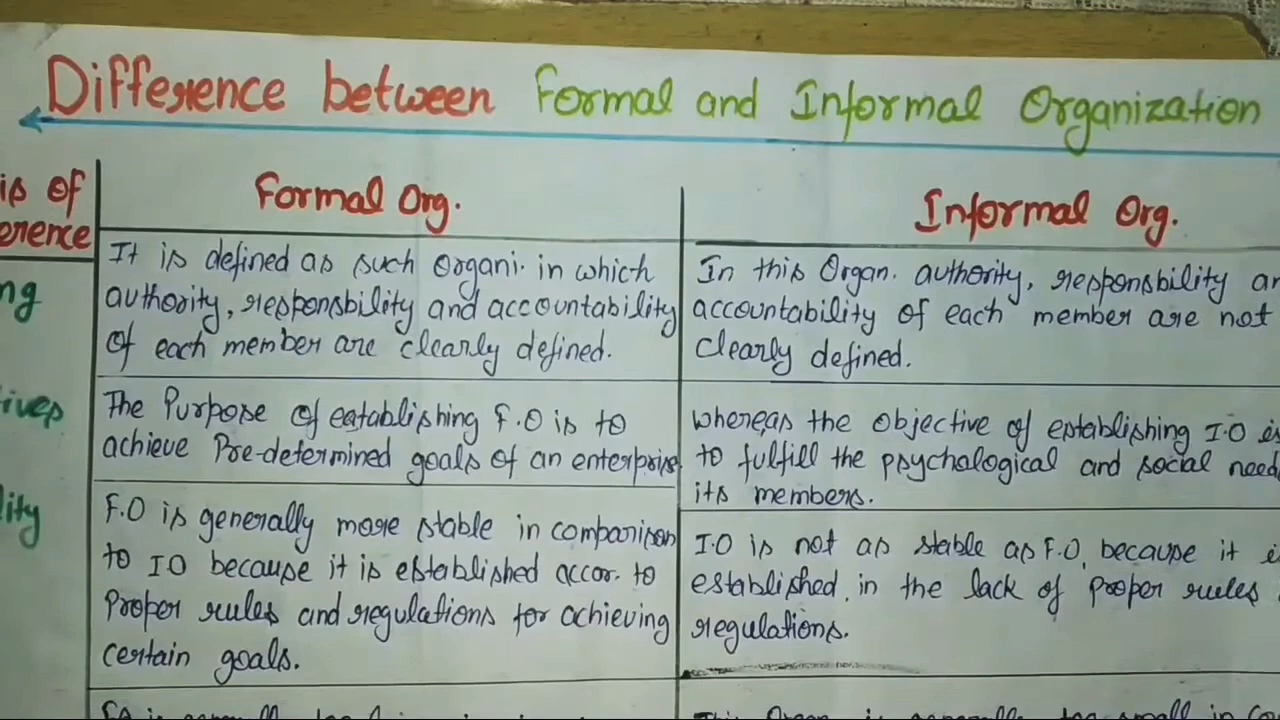 Difference between Formal and Informal Organization
is of
erence
Formal Org.
Informal Org.
ng
It is defined as such Organi. in which
authority, responsbility and accountability
Of each member are clearly defined.
In this Organ. authority, responsbility an
accountability of each member are not
clearly defined.
tives
The Purpose of eatablishing F.O is to
achieve Pre-determined goals of an enterprise
whereas the objective of establishing I.O is
to fulfill the psychological and social need
its members.
lity
F.O is generally more stable in comparison
to I.O because it is established accor. to
Proper rules and regulations for achieving
certain goals.
I.O is not as stable as F.O, because it is
established in the lack of proper rules
regulations.